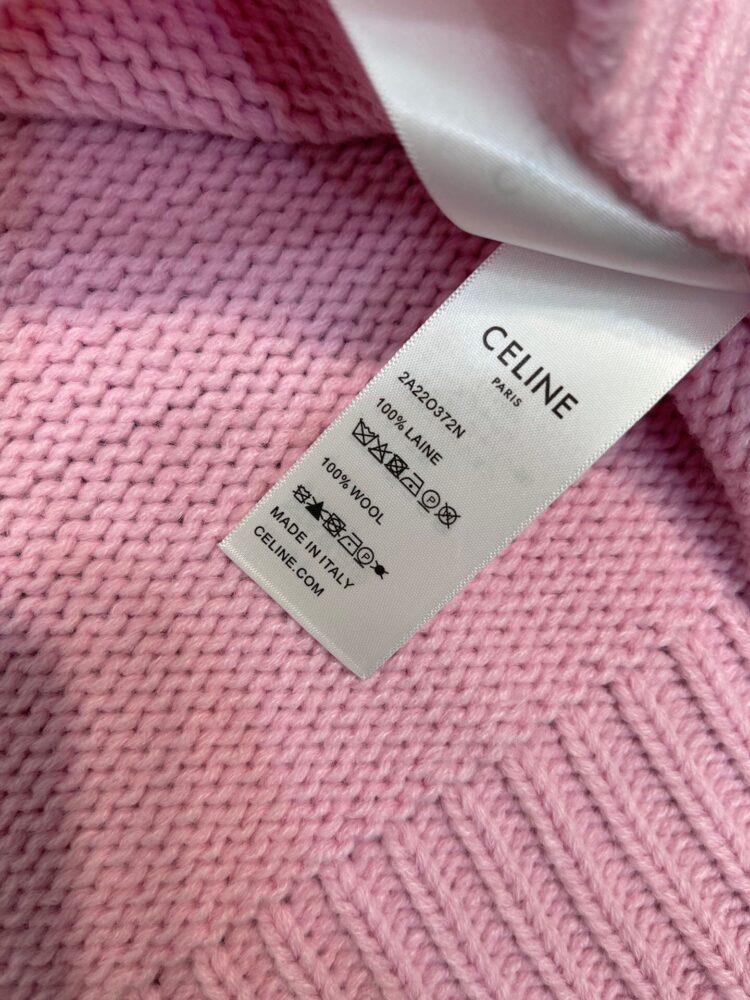 CELINE
PARIS
2A22O372N
100% LAINE
100% WOOL
MADE IN ITALY
CELINE.COM